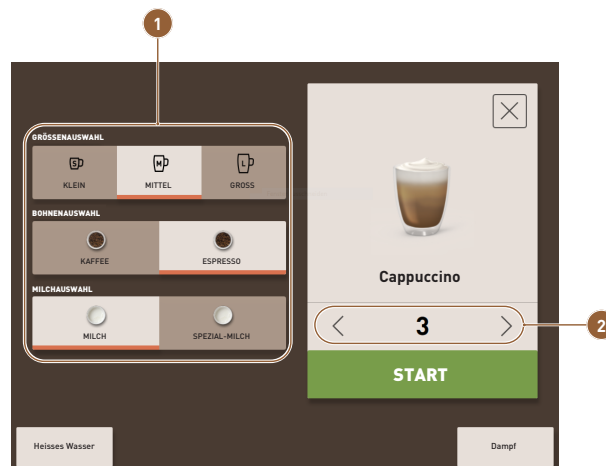 1
GRÖSSENAUSWAHL
S M L
KLEIN MITTEL GROSS
BOHNENAUSWAHL
KAFFEE ESPRESSO
MILCHAUSWAHL
MILCH SPEZIAL-MILCH
Cappuccino
3
2
START
Heisses Wasser
Dampf